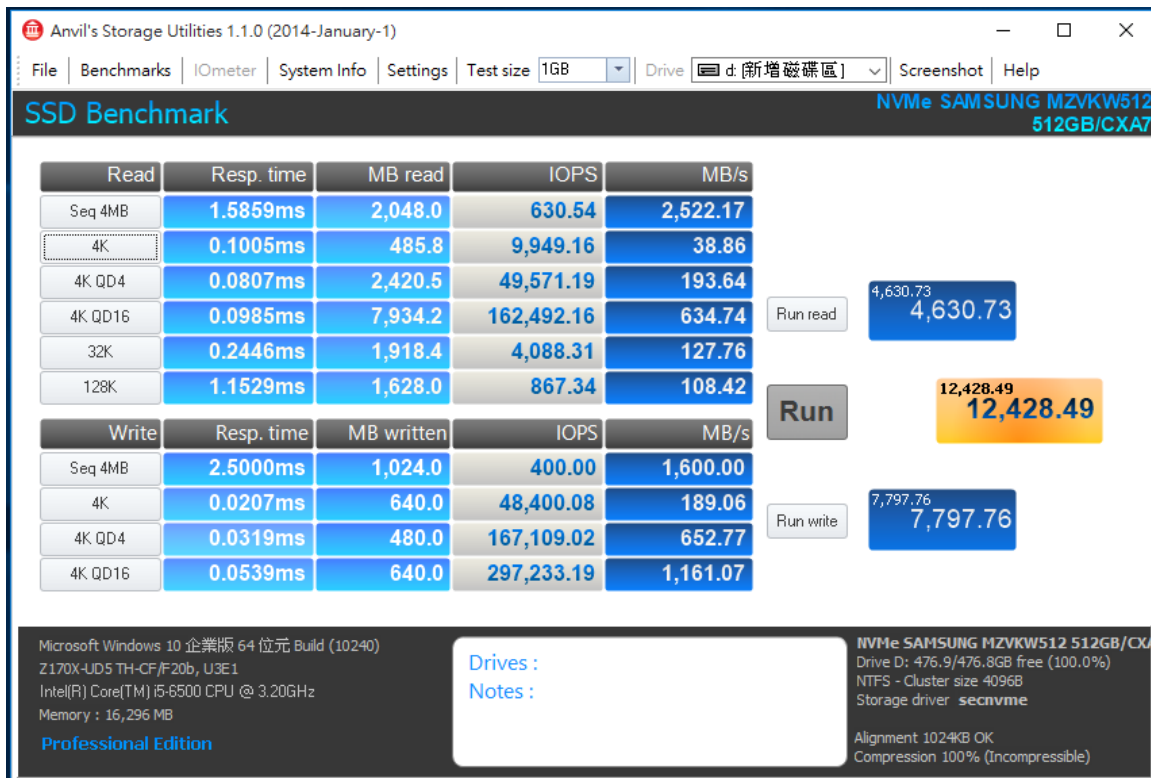 Anvil's Storage Utilities 1.1.0 (2014-January-1)
File Benchmarks IOmeter System Info Settings Test size 1GB Drive d: [新增磁碟區] Screenshot Help
SSD Benchmark
NVMe SAMSUNG MZVKW512
512GB/CXA7
Read Resp. time MB read IOPS MB/s
Seq 4MB 1.5859ms 2,048.0 630.54 2,522.17
4K 0.1005ms 485.8 9,949.16 38.86
4K QD4 0.0807ms 2,420.5 49,571.19 193.64
4K QD16 0.0985ms 7,934.2 162,492.16 634.74
32K 0.2446ms 1,918.4 4,088.31 127.76
128K 1.1529ms 1,628.0 867.34 108.42
Run read
4,630.73
4,630.73
Run
12,428.49
12,428.49
Write Resp. time MB written IOPS MB/s
Seq 4MB 2.5000ms 1,024.0 400.00 1,600.00
4K 0.0207ms 640.0 48,400.08 189.06
4K QD4 0.0319ms 480.0 167,109.02 652.77
4K QD16 0.0539ms 640.0 297,233.19 1,161.07
Run write
7,797.76
7,797.76
Microsoft Windows 10 企業版 64 位元 Build (10240)
Z170X-UD5 TH-CF/F20b, U3E1
Intel(R) Core(TM) i5-6500 CPU @ 3.20GHz
Memory : 16,296 MB
Professional Edition
Drives :
Notes :
NVMe SAMSUNG MZVKW512 512GB/CXA
Drive D: 476.9/476.8GB free (100.0%)
NTFS - Cluster size 4096B
Storage driver secnvme
Alignment 1024KB OK
Compression 100% (Incompressible)